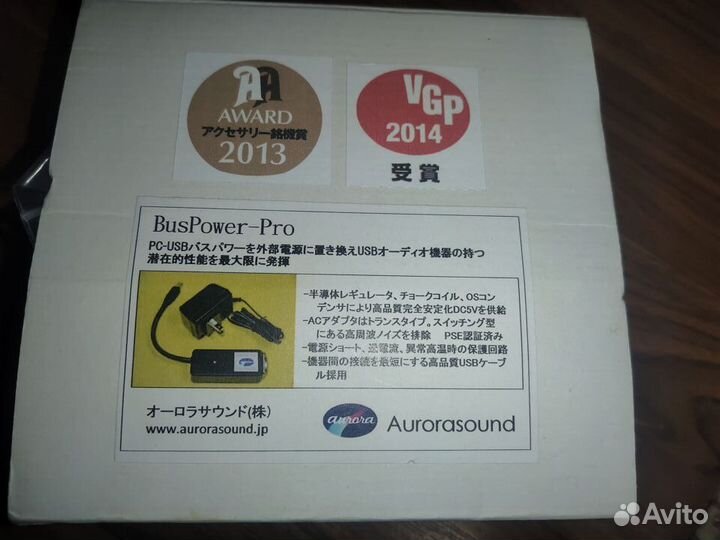 AA
AWARD
アクセサリー銘機賞
2013
VGP
2014
受賞
BusPower-Pro
PC-USBバスパワーを外部電源に置き換えUSBオーディオ機器の持つ
潜在的性能を最大限に発揮
-半導体レギュレータ、チョークコイル、OSコン
デンサにより高品質完全安定化DC5Vを供給
-ACアダプタはトランスタイプ。スイッチング型
にある高周波ノイズを排除 PSE認証済み
-電源ショート、逆電流、異常高温時の保護回路
-機器間の接続を最短にする高品質USBケーブ
ル採用
オーロラサウンド(株)
www.aurorasound.jp
aurora
Aurorasound
Avito